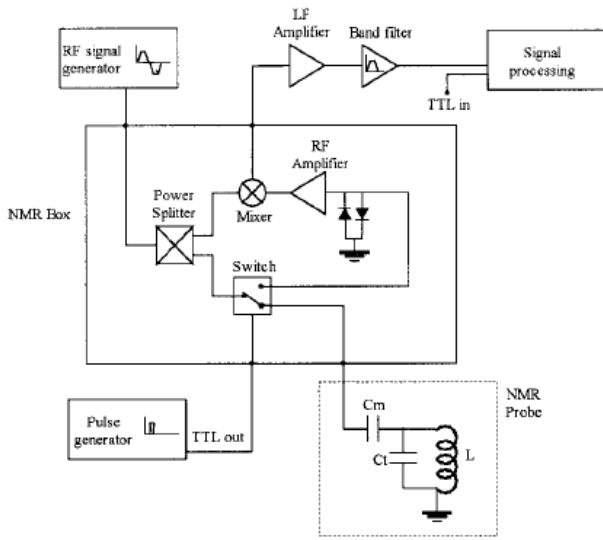 LF
Amplifier
Band filter
RF signal
generator
Signal
processing
TTL in
RF
Amplifier
NMR Box
Power
Splitter
Mixer
Switch
Pulse
generator
TTL out
NMR
Probe
Cm
Ct
L